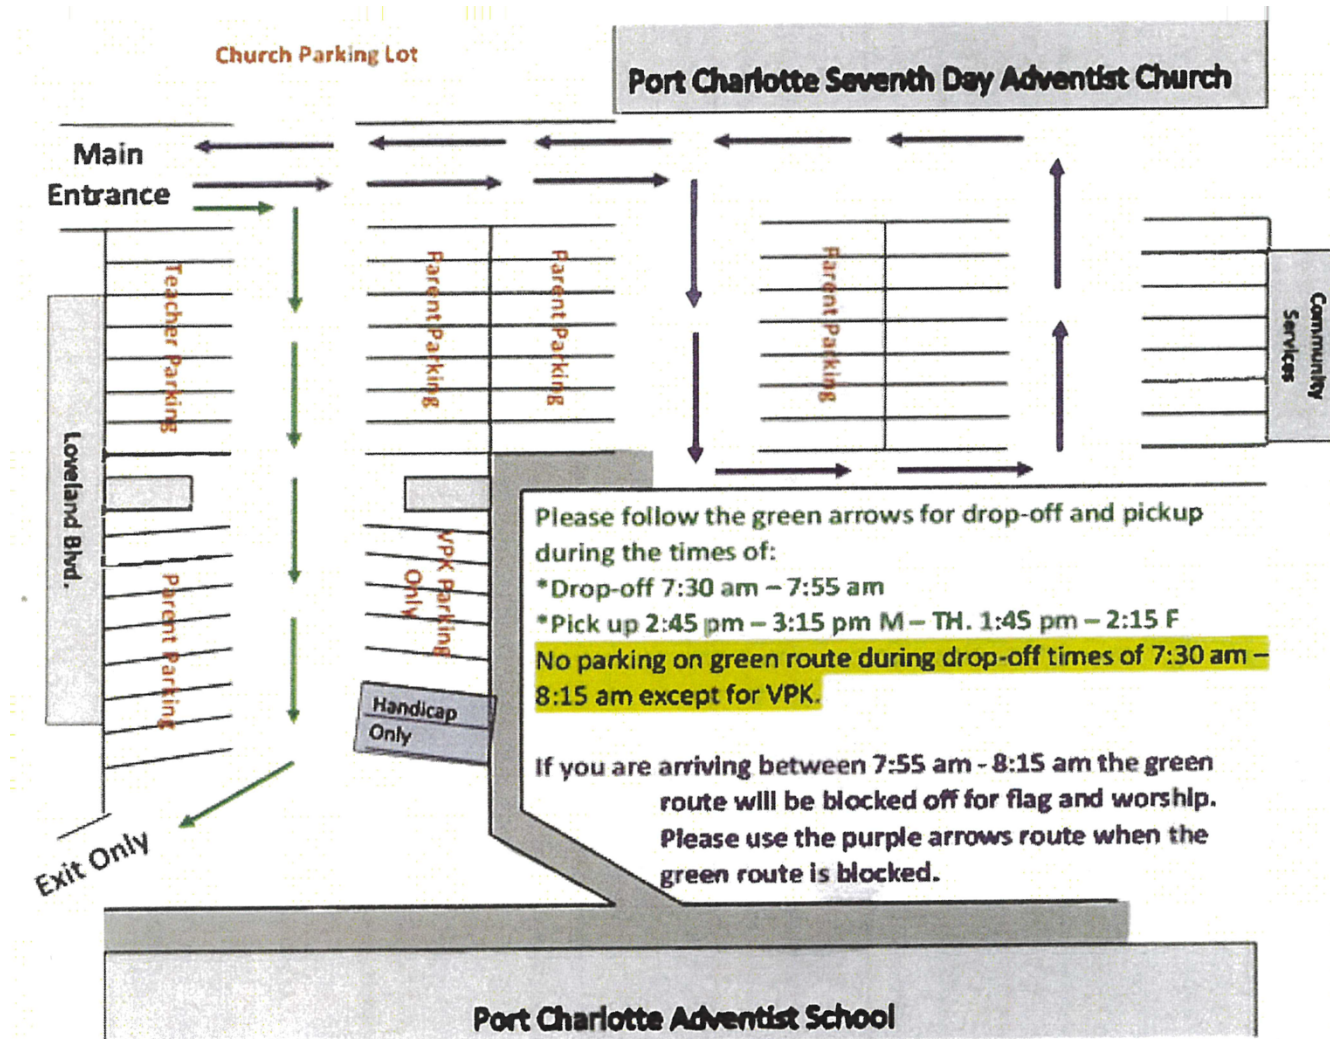 Church Parking Lot
Port Charlotte Seventh Day Adventist Church
Main
Entrance
Teacher Parking
Parent Parking
Parent Parking
Parent Parking
Community
Services
Loveland Blvd.
Parent Parking
VPK Parking
Only
Handicap
Only
Exit Only
Please follow the green arrows for drop-off and pickup
during the times of:
*Drop-off 7:30 am – 7:55 am
*Pick up 2:45 pm – 3:15 pm M – TH. 1:45 pm – 2:15 F
No parking on green route during drop-off times of 7:30 am –
8:15 am except for VPK.
If you are arriving between 7:55 am - 8:15 am the green
route will be blocked off for flag and worship.
Please use the purple arrows route when the
green route is blocked.
Port Charlotte Adventist School